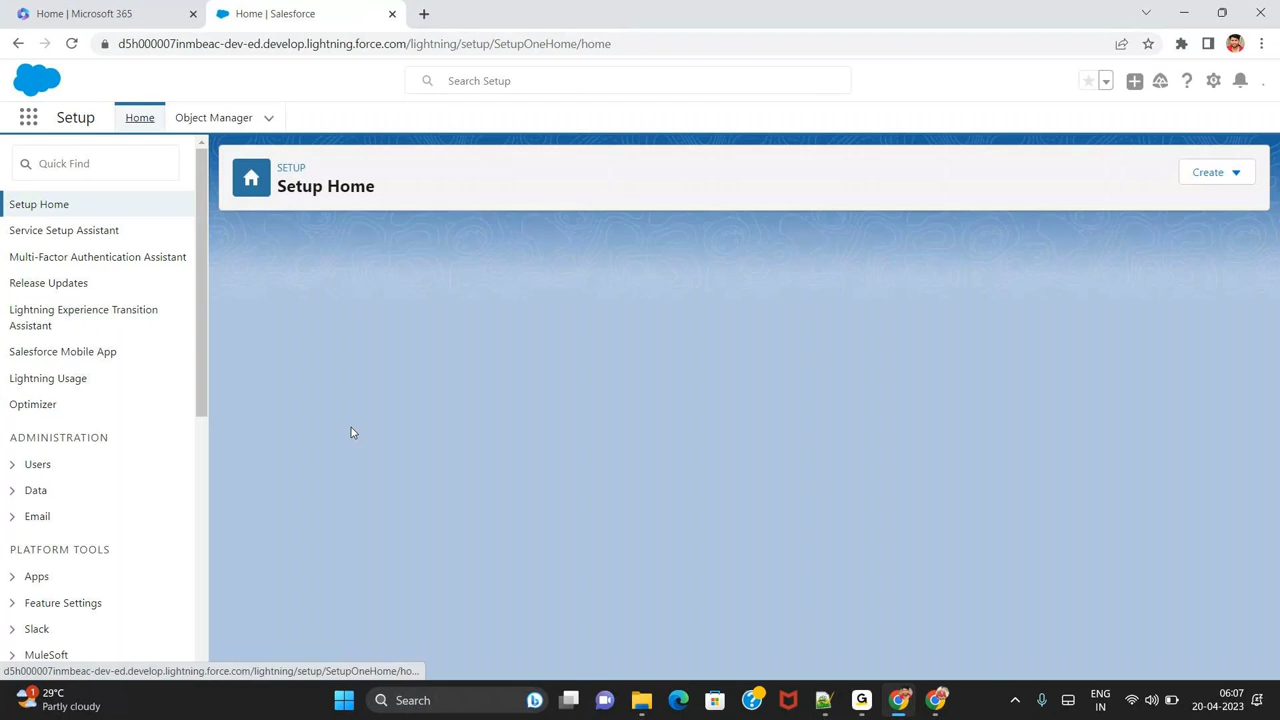 Home | Microsoft 365
Home | Salesforce
d5h000007inmbeac-dev-ed.develop.lightning.force.com/lightning/setup/SetupOneHome/home
Search Setup
Setup
Home
Object Manager
Quick Find
SETUP
Setup Home
Create
Setup Home
Service Setup Assistant
Multi-Factor Authentication Assistant
Release Updates
Lightning Experience Transition
Assistant
Salesforce Mobile App
Lightning Usage
Optimizer
ADMINISTRATION
Users
Data
Email
PLATFORM TOOLS
Apps
Feature Settings
Slack
MuleSoft
d5h000007inmbeac-dev-ed.develop.lightning.force.com/lightning/setup/SetupOneHome/ho...
1
29°C
Partly cloudy
Search
ENG
IN
06:07
20-04-2023